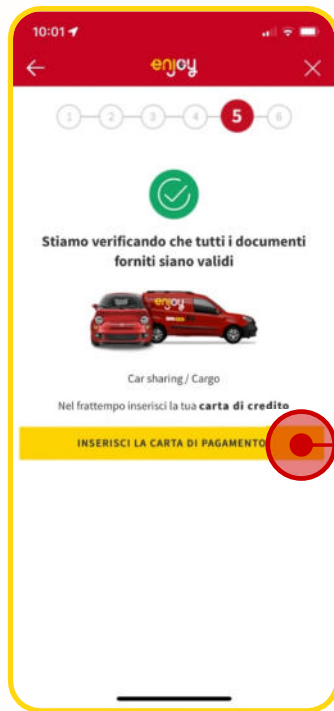 10:01
enjoy
1 2 3 4 5 6
Stiamo verificando che tutti i documenti
forniti siano validi
enjoy
Car sharing / Cargo
Nel frattempo inserisci la tua carta di credito
INSERISCI LA CARTA DI PAGAMENTO